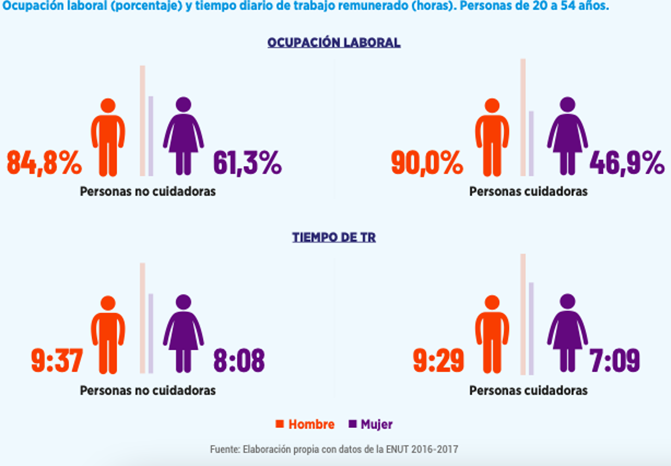 Ocupación laboral (porcentaje) y tiempo diario de trabajo remunerado (horas). Personas de 20 a 54 años.
OCUPACIÓN LABORAL
84,8% 61,3% 90,0% 46,9%
Personas no cuidadoras Personas cuidadoras
TIEMPO DE TR
9:37 8:08 9:29 7:09
Personas no cuidadoras Personas cuidadoras
Hombre Mujer
Fuente: Elaboración propia con datos de la ENUT 2016-2017